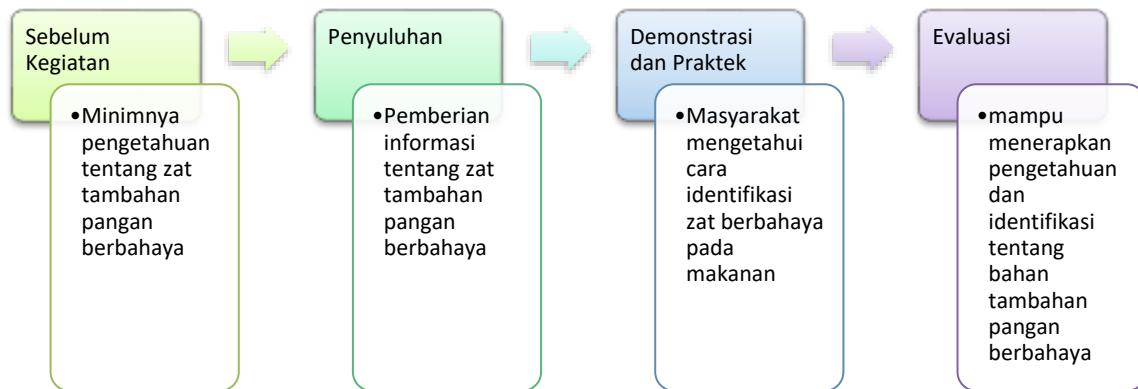 Sebelum
Kegiatan
•Minimnya
pengetahuan
tentang zat
tambahan
pangan
berbahaya
Penyuluhan
•Pemberian
informasi
tentang zat
tambahan
pangan
berbahaya
Demonstrasi
dan Praktek
•Masyarakat
mengetahui
cara
identifikasi
zat berbahaya
pada
makanan
Evaluasi
•mampu
menerapkan
pengetahuan
dan
identifikasi
tentang
bahan
tambahan
pangan
berbahaya